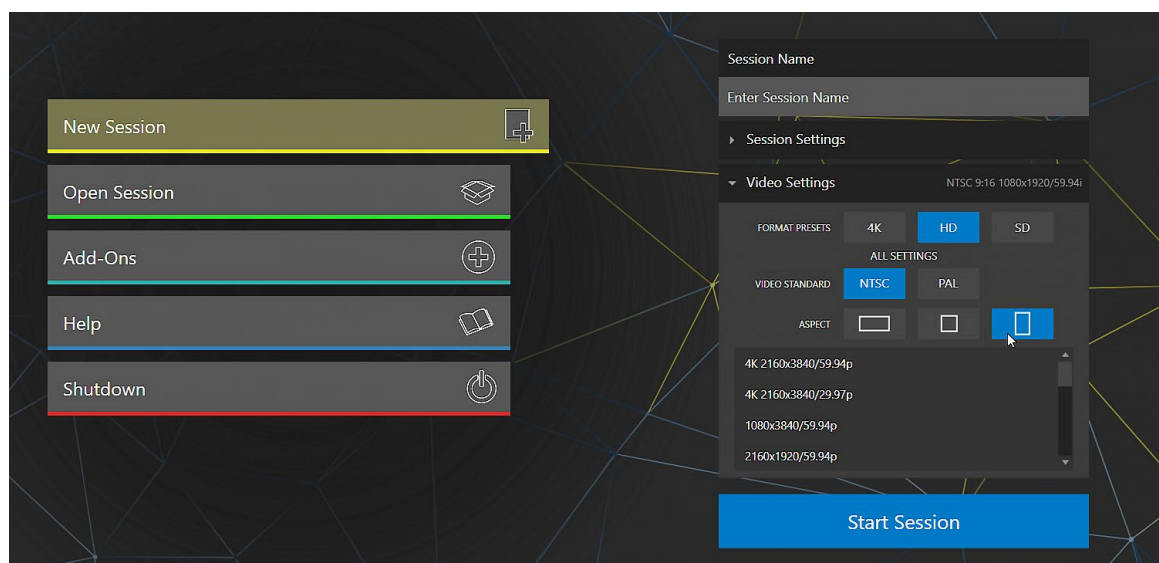 New Session
Open Session
Add-Ons
Help
Shutdown
Session Name
Enter Session Name
Session Settings
Video Settings NTSC 9:16 1080x1920/59.94i
FORMAT PRESETS 4K HD SD
ALL SETTINGS
VIDEO STANDARD NTSC PAL
ASPECT
4K 2160x3840/59.94p
4K 2160x3840/29.97p
1080x3840/59.94p
2160x1920/59.94p
Start Session